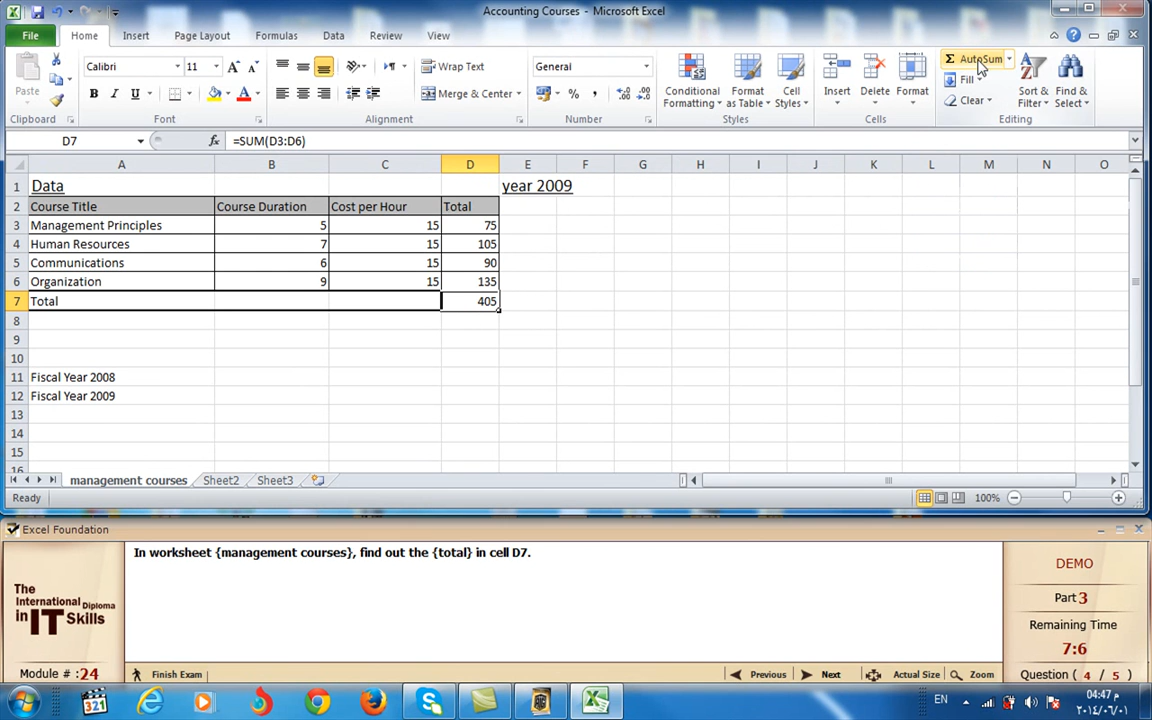 Accounting Courses - Microsoft Excel
File Home Insert Page Layout Formulas Data Review View
Calibri 11 Wrap Text General AutoSum
Paste Merge & Center Conditional Formatting Format as Table Cell Styles Insert Delete Format Fill Clear Sort & Filter Find & Select
Clipboard Font Alignment Number Styles Cells Editing
D7 fx =SUM(D3:D6)
A B C D E F G H I J K L M N O
1 Data year 2009
2 Course Title Course Duration Cost per Hour Total
3 Management Principles 5 15 75
4 Human Resources 7 15 105
5 Communications 6 15 90
6 Organization 9 15 135
7 Total 405
8
9
10
11 Fiscal Year 2008
12 Fiscal Year 2009
13
14
15
16
management courses Sheet2 Sheet3
Ready 100%
Excel Foundation
In worksheet {management courses}, find out the {total} in cell D7.
The International Diploma in IT Skills
Module # :24
DEMO
Part 3
Remaining Time
7:6
Question ( 4 / 5 )
Finish Exam Previous Next Actual Size Zoom
321 EN
04:47 م
٢٠١٤/٠٦/٠١